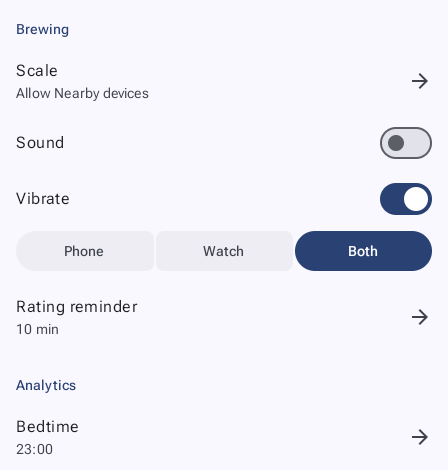 Brewing
Scale
Allow Nearby devices
Sound
Vibrate
Phone Watch Both
Rating reminder
10 min
Analytics
Bedtime
23:00